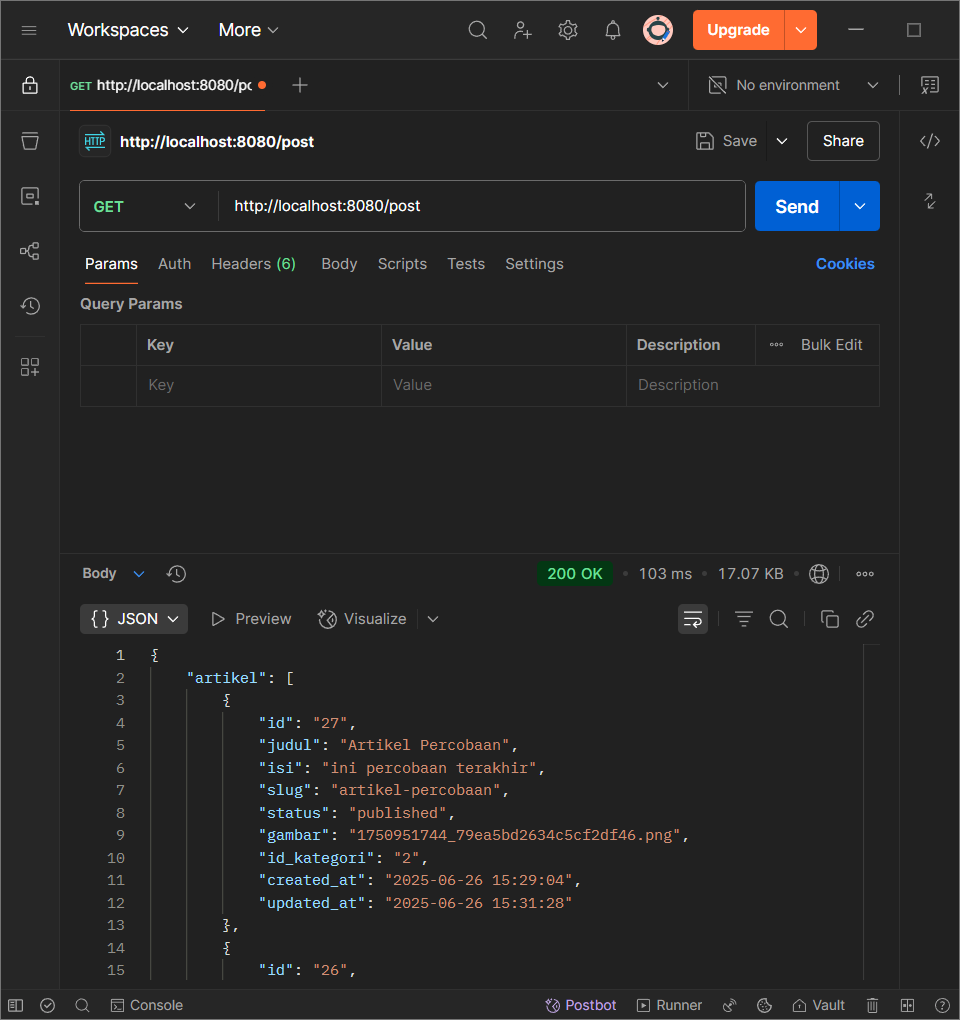 Workspaces More Upgrade
GET http://localhost:8080/pc No environment
HTTP http://localhost:8080/post Save Share
GET http://localhost:8080/post Send
Params Auth Headers (6) Body Scripts Tests Settings Cookies
Query Params
Key Value Description Bulk Edit
Key Value Description
Body 200 OK 103 ms 17.07 KB
{} JSON Preview Visualize
1 {
2 "artikel": [
3 {
4 "id": "27",
5 "judul": "Artikel Percobaan",
6 "isi": "ini percobaan terakhir",
7 "slug": "artikel-percobaan",
8 "status": "published",
9 "gambar": "1750951744_79ea5bd2634c5cf2df46.png",
10 "id_kategori": "2",
11 "created_at": "2025-06-26 15:29:04",
12 "updated_at": "2025-06-26 15:31:28"
13 },
14 {
15 "id": "26",
Console Postbot Runner Vault